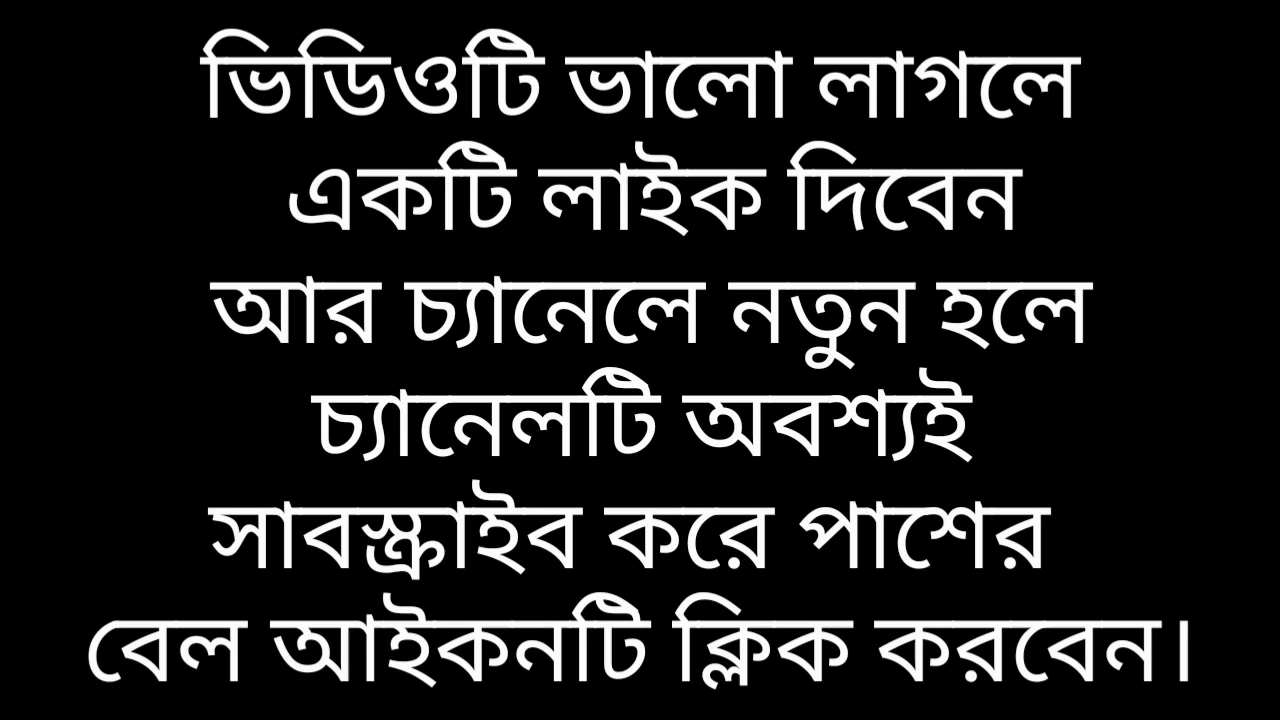 ভিডিওটি ভালো লাগলে
একটি লাইক দিবেন
আর চ্যানেলে নতুন হলে
চ্যানেলটি অবশ্যই
সাবস্ক্রাইব করে পাশের
বেল আইকনটি ক্লিক করবেন।